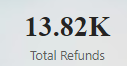 13.82K
Total Refunds